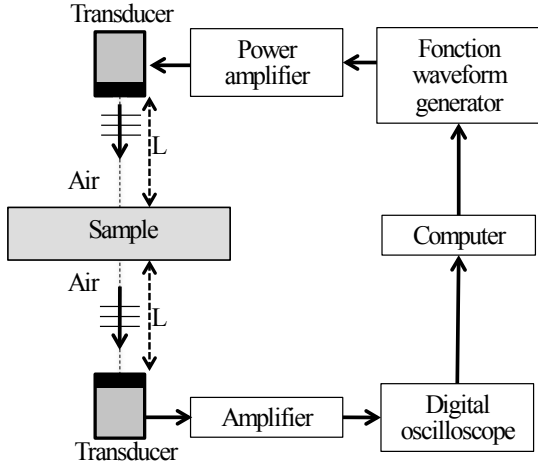 Transducer
Power
amplifier
Fonction
waveform
generator
L
Air
Sample
Computer
Air
L
Transducer
Amplifier
Digital
oscilloscope